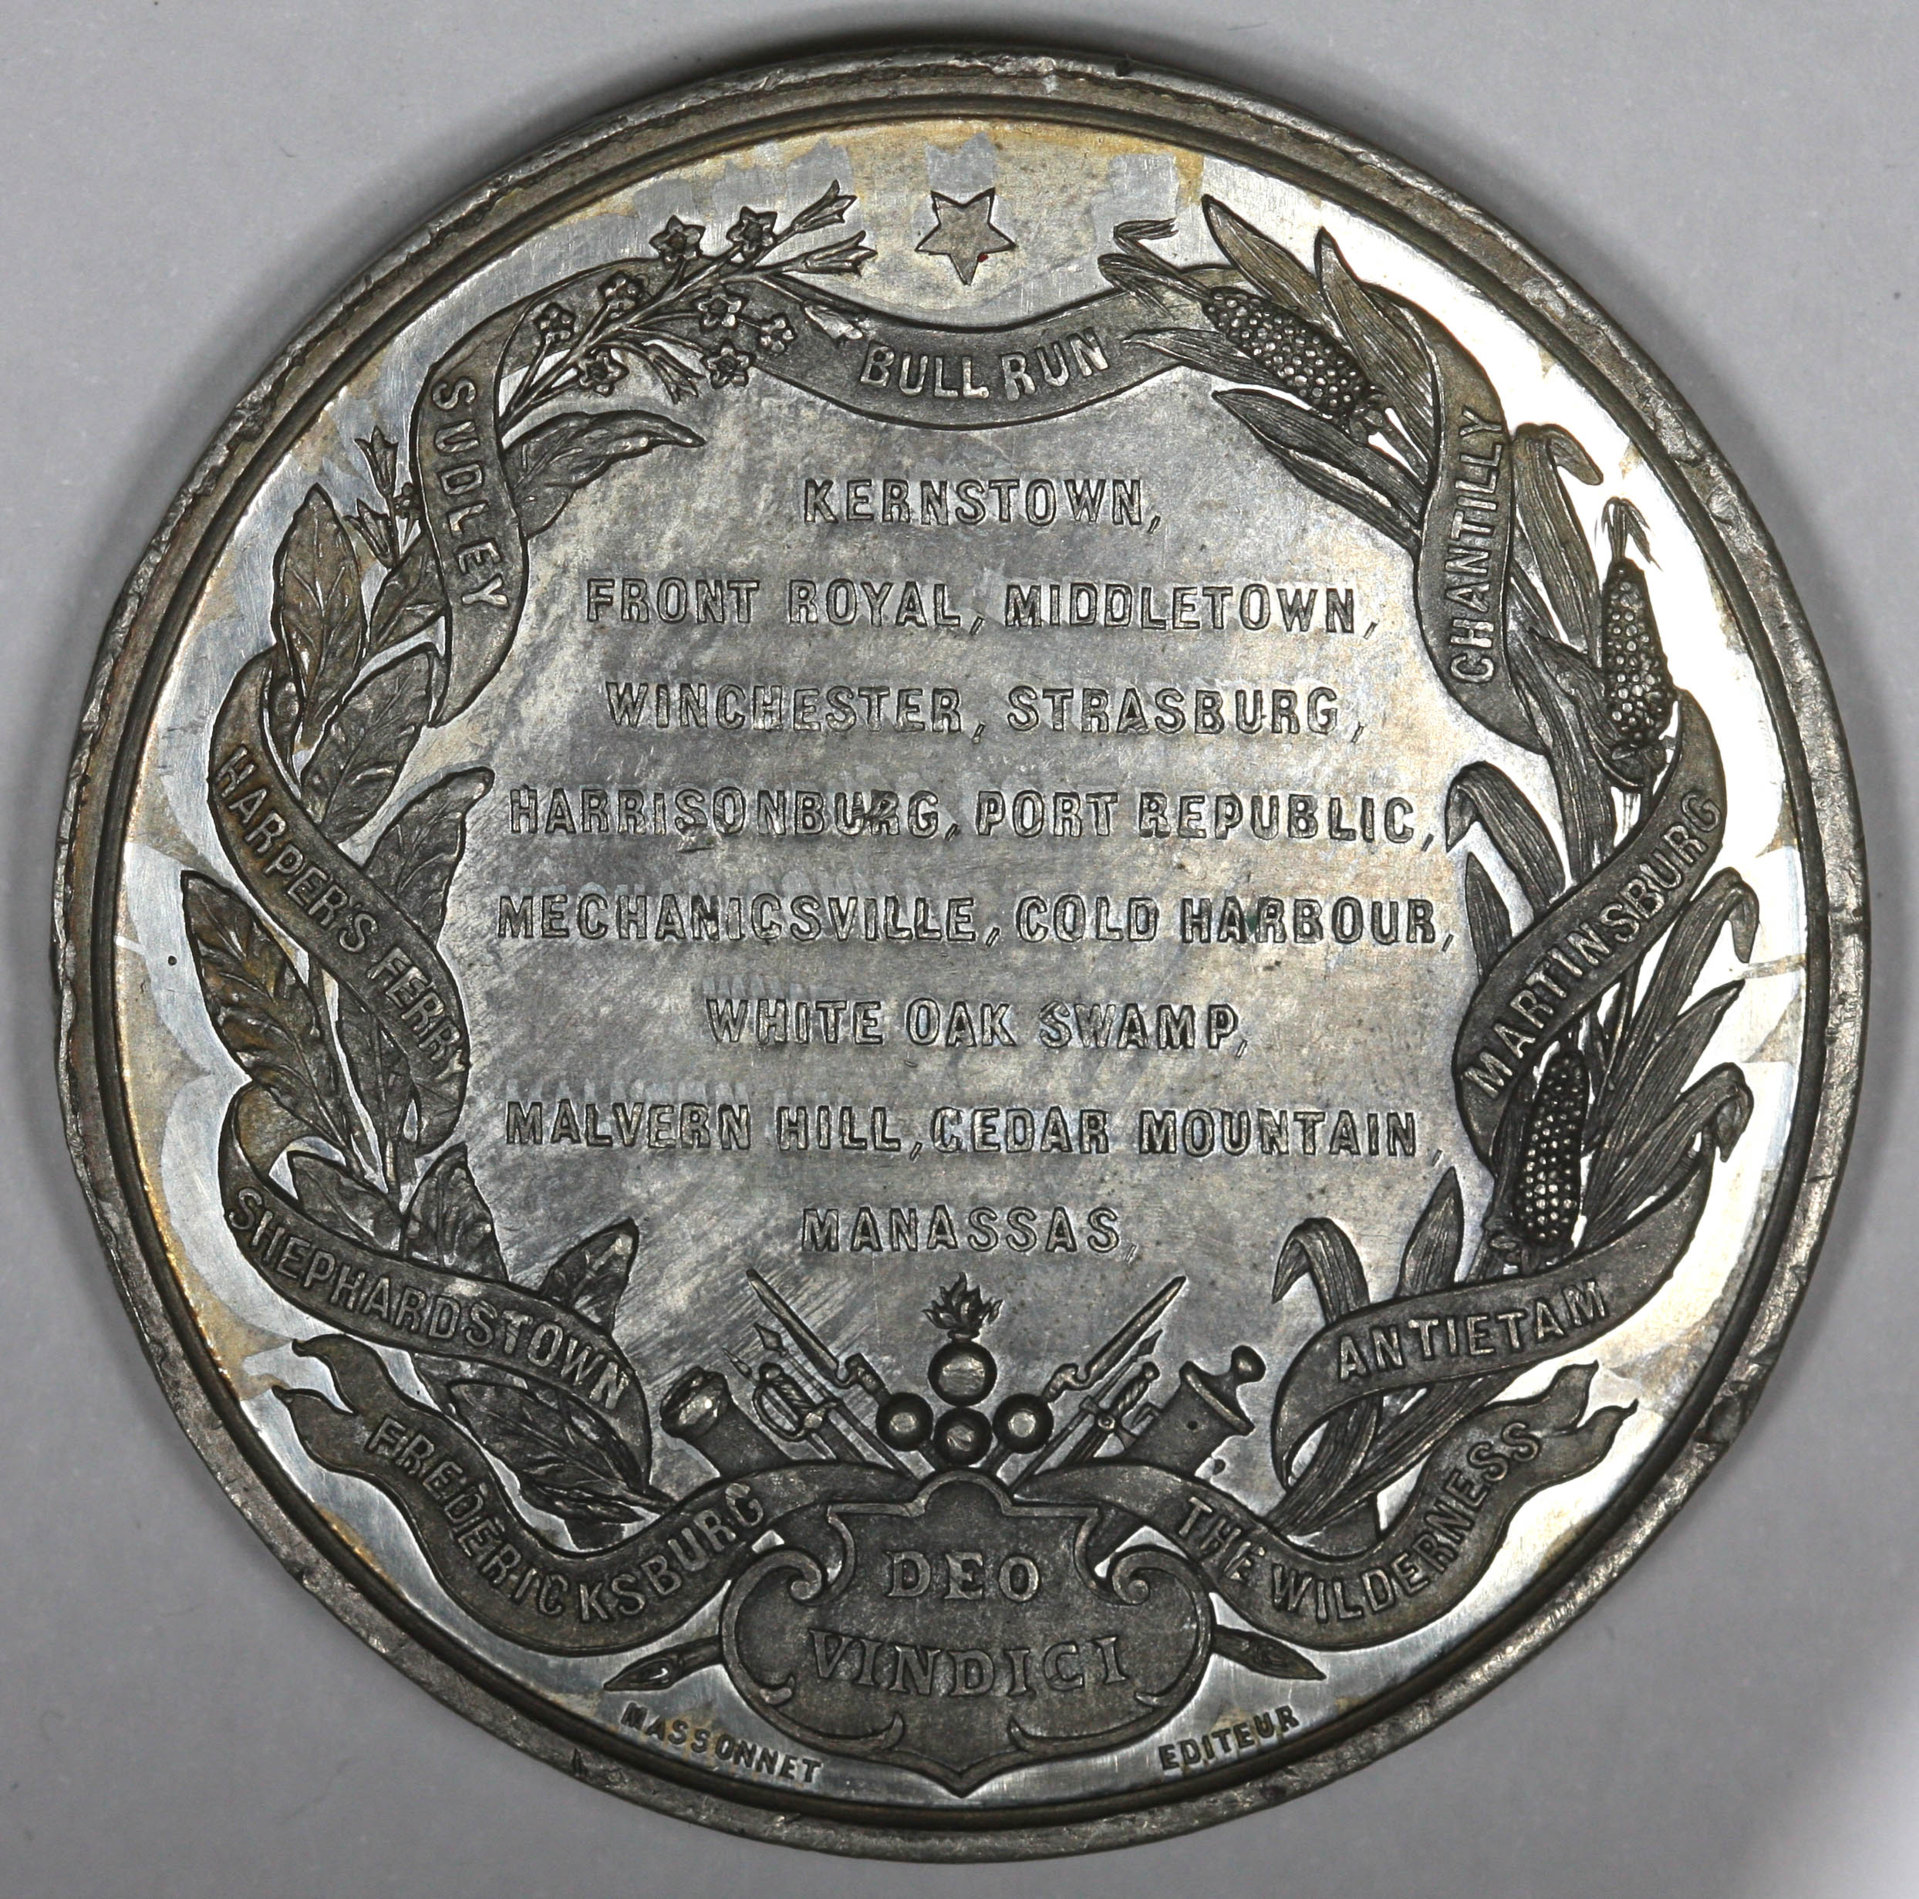 BULL RUN
SUDLEY
CHANTILLY
HARPER'S FERRY
MARTINSBURG
SHEPHARDSTOWN
ANTIETAM
FREDERICKSBURG
THE WILDERNESS
KERNSTOWN,
FRONT ROYAL, MIDDLETOWN,
WINCHESTER, STRASBURG,
HARRISONBURG, PORT REPUBLIC,
MECHANICSVILLE, COLD HARBOUR,
WHITE OAK SWAMP,
MALVERN HILL, CEDAR MOUNTAIN,
MANASSAS,
DEO
VINDICI
MASSONNET
EDITEUR